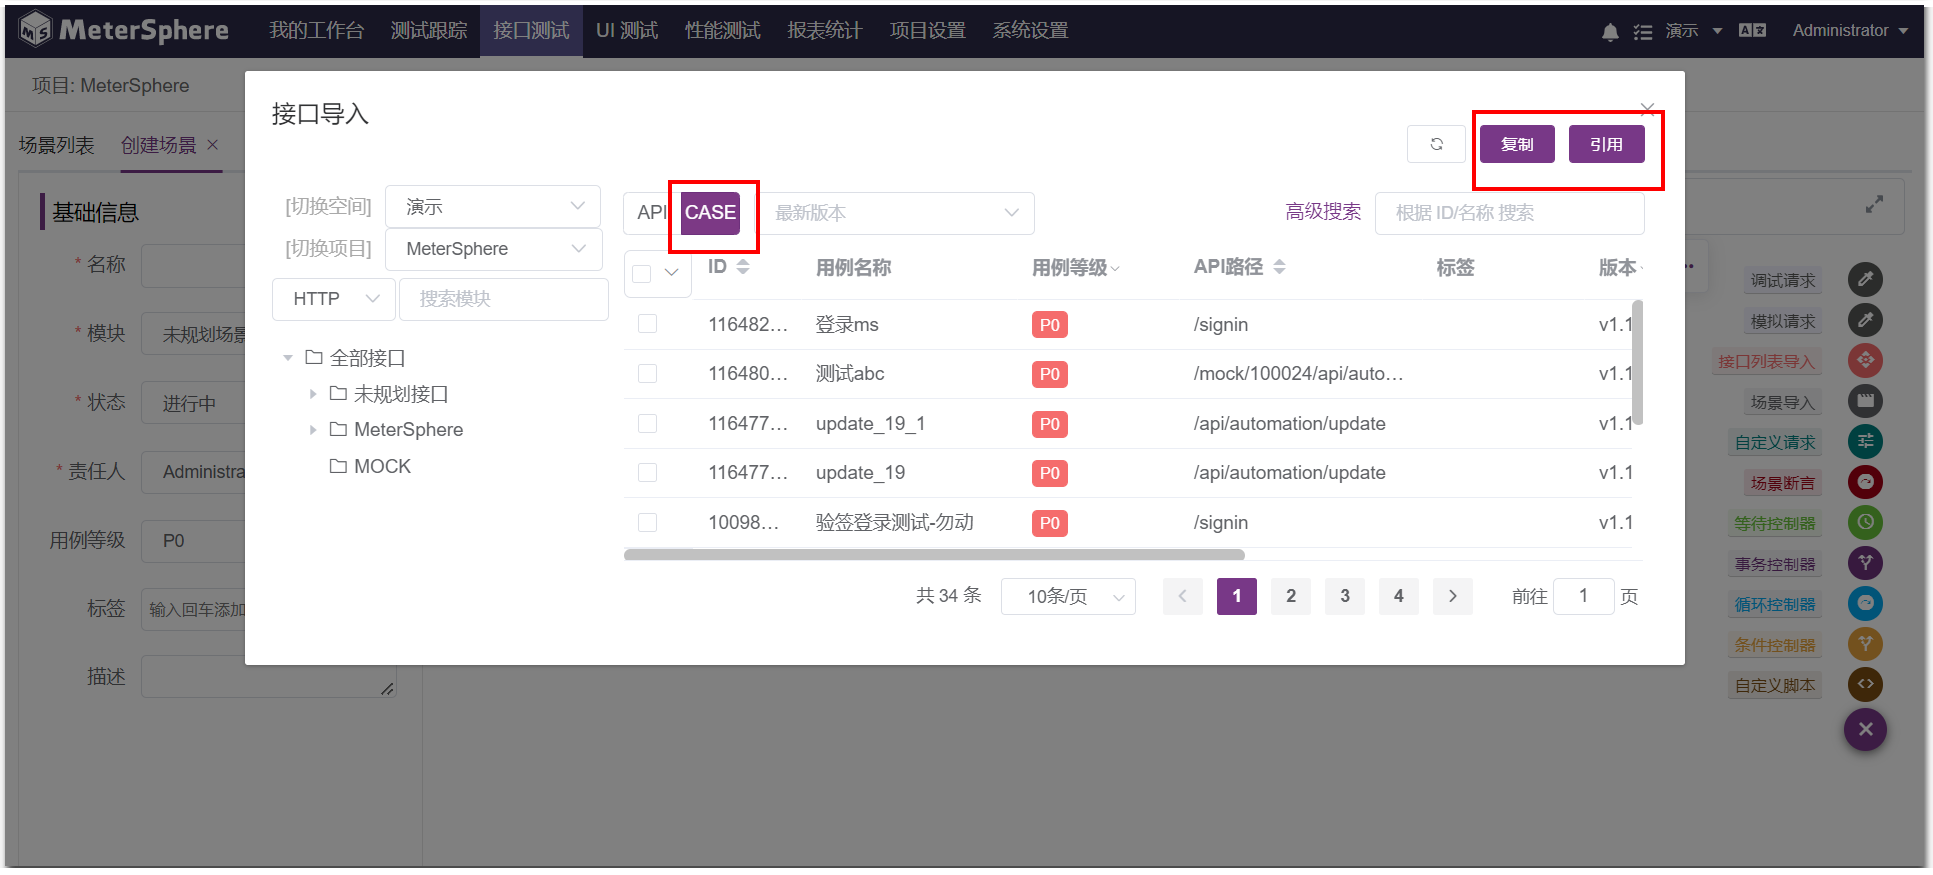 MeterSphere
我的工作台
测试跟踪
接口测试
UI 测试
性能测试
报表统计
项目设置
系统设置
演示
Administrator
项目: MeterSphere
场景列表
创建场景
基础信息
* 名称
* 模块
未规划场景
* 状态
进行中
* 责任人
Administra
用例等级
P0
标签
输入回车添加
描述
接口导入
复制
引用
[切换空间]
演示
[切换项目]
MeterSphere
HTTP
搜索模块
全部接口
未规划接口
MeterSphere
MOCK
API
CASE
最新版本
高级搜索
根据 ID/名称 搜索
ID 用例名称 用例等级 API路径 标签 版本
116482... 登录ms P0 /signin v1.1
116480... 测试abc P0 /mock/100024/api/auto... v1.1
116477... update_19_1 P0 /api/automation/update v1.1
116477... update_19 P0 /api/automation/update v1.1
10098... 验签登录测试-勿动 P0 /signin v1.1
共 34 条
10条/页
1
2
3
4
前往
1
页
调试请求
模拟请求
接口列表导入
场景导入
自定义请求
场景断言
等待控制器
事务控制器
循环控制器
条件控制器
自定义脚本